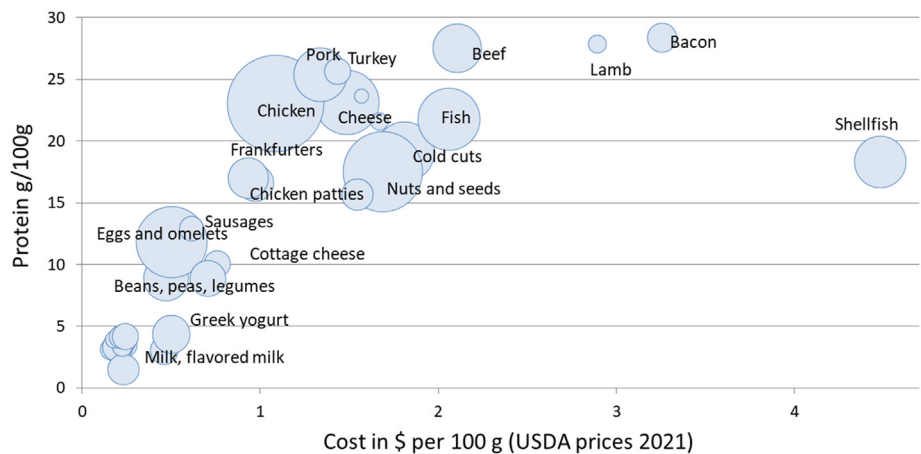 30
Pork
Turkey
Beef
Bacon
Lamb
25
Chicken
Cheese
Fish
Shellfish
20
Frankfurters
Cold cuts
Chicken patties
Nuts and seeds
15
Sausages
Eggs and omelets
Cottage cheese
10
Beans, peas, legumes
Greek yogurt
5
Milk, flavored milk
0
Protein g/100g
0 1 2 3 4
Cost in $ per 100 g (USDA prices 2021)